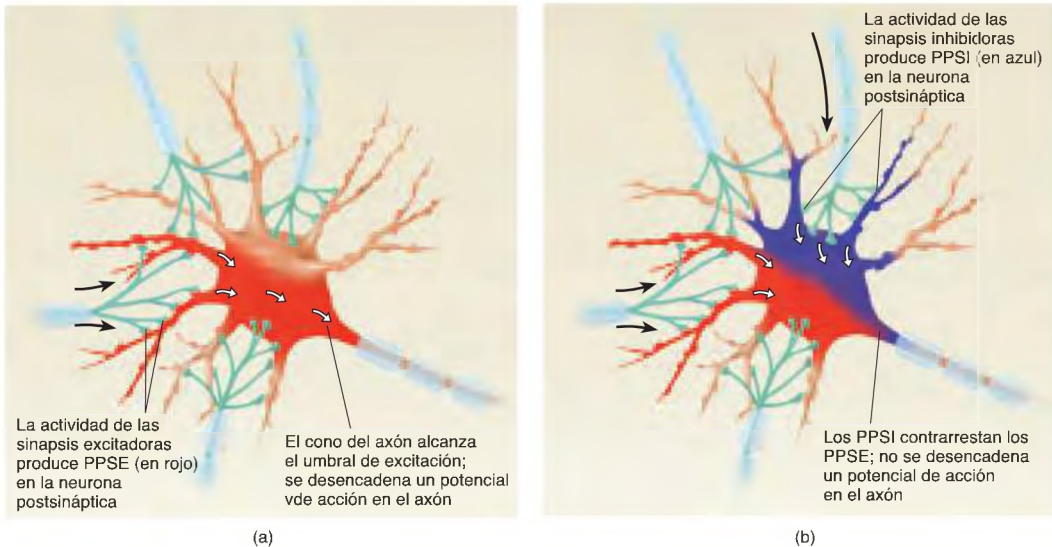 La actividad de las
sinapsis excitadoras
produce PPSE (en rojo)
en la neurona
postsináptica
El cono del axón alcanza
el umbral de excitación;
se desencadena un potencial
vde acción en el axón
(a)
La actividad de las
sinapsis inhibidoras
produce PPSI (en azul)
en la neurona
postsináptica
Los PPSI contrarrestan los
PPSE; no se desencadena
un potencial de acción
en el axón
(b)